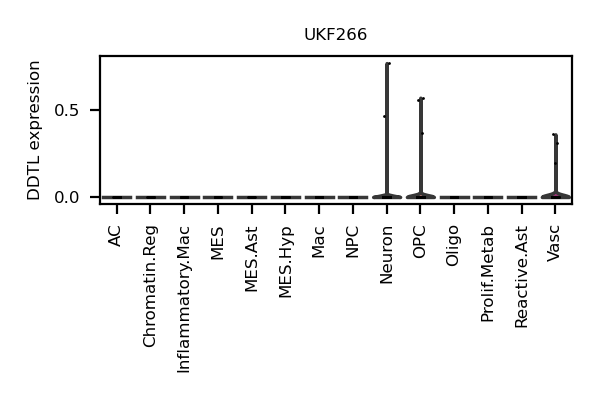 UKF266
DDTL expression
0.5
0.0
AC
Chromatin.Reg
Inflammatory.Mac
MES
MES.Ast
MES.Hyp
Mac
NPC
Neuron
OPC
Oligo
Prolif.Metab
Reactive.Ast
Vasc